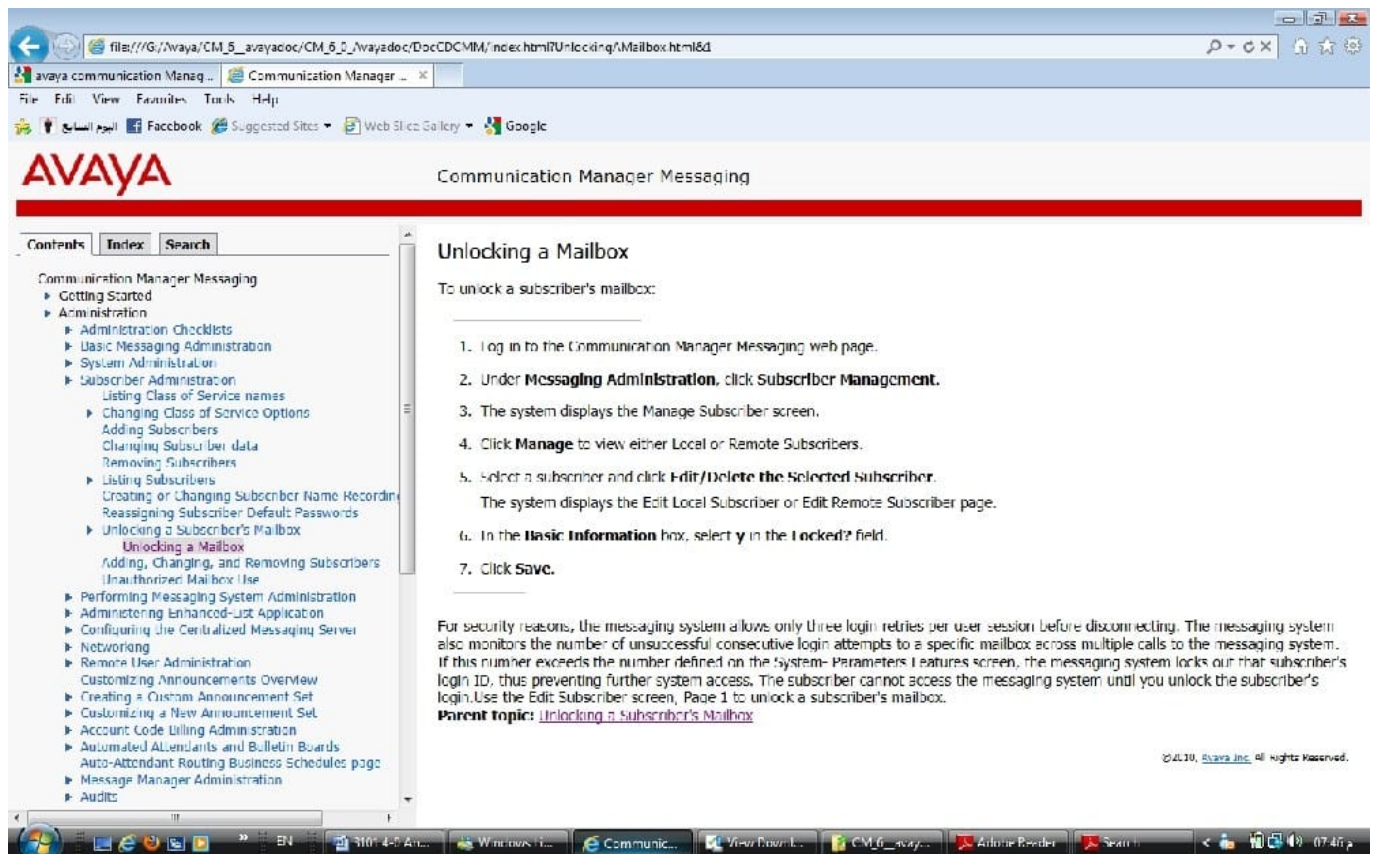 file:///G:/Avaya/CM_6__avayadoc/CM_6_0_Avayadoc/DocCDCMM/index.html?UnlockingAMailbox.html&1
avaya communication Manag...
Communication Manager ...
File Edit View Favorites Tools Help
اليوم السابع Facebook Suggested Sites Web Slice Gallery Google
AVAYA
Communication Manager Messaging
Contents Index Search
Communication Manager Messaging
Getting Started
Administration
Administration Checklists
Basic Messaging Administration
System Administration
Subscriber Administration
Listing Class of Service names
Changing Class of Service Options
Adding Subscribers
Changing Subscriber data
Removing Subscribers
Listing Subscribers
Creating or Changing Subscriber Name Recording
Reassigning Subscriber Default Passwords
Unlocking a Subscriber's Mailbox
Unlocking a Mailbox
Adding, Changing, and Removing Subscribers
Unauthorized Mailbox Use
Performing Messaging System Administration
Administering Enhanced-List Application
Configuring the Centralized Messaging Server
Networking
Remote User Administration
Customizing Announcements Overview
Creating a Custom Announcement Set
Customizing a New Announcement Set
Account Code Billing Administration
Automated Attendants and Bulletin Boards
Auto-Attendant Routing Business Schedules page
Message Manager Administration
Audits
Unlocking a Mailbox
To unlock a subscriber's mailbox:
1. Log in to the Communication Manager Messaging web page.
2. Under Messaging Administration, click Subscriber Management.
3. The system displays the Manage Subscriber screen.
4. Click Manage to view either Local or Remote Subscribers.
5. Select a subscriber and click Edit/Delete the Selected Subscriber.
The system displays the Edit Local Subscriber or Edit Remote Subscriber page.
6. In the Basic Information box, select y in the Locked? field.
7. Click Save.
For security reasons, the messaging system allows only three login retries per user session before disconnecting. The messaging system
also monitors the number of unsuccessful consecutive login attempts to a specific mailbox across multiple calls to the messaging system.
If this number exceeds the number defined on the System- Parameters Features screen, the messaging system locks out that subscriber's
login ID, thus preventing further system access. The subscriber cannot access the messaging system until you unlock the subscriber's
login.Use the Edit Subscriber screen, Page 1 to unlock a subscriber's mailbox.
Parent topic: Unlocking a Subscriber's Mailbox
©2010, Avaya Inc. All Rights Reserved.
EN 3101 4-0 An... Windows Li... Communic... View Downl... CM_6__avay... Adobe Reader Search 07:46 م